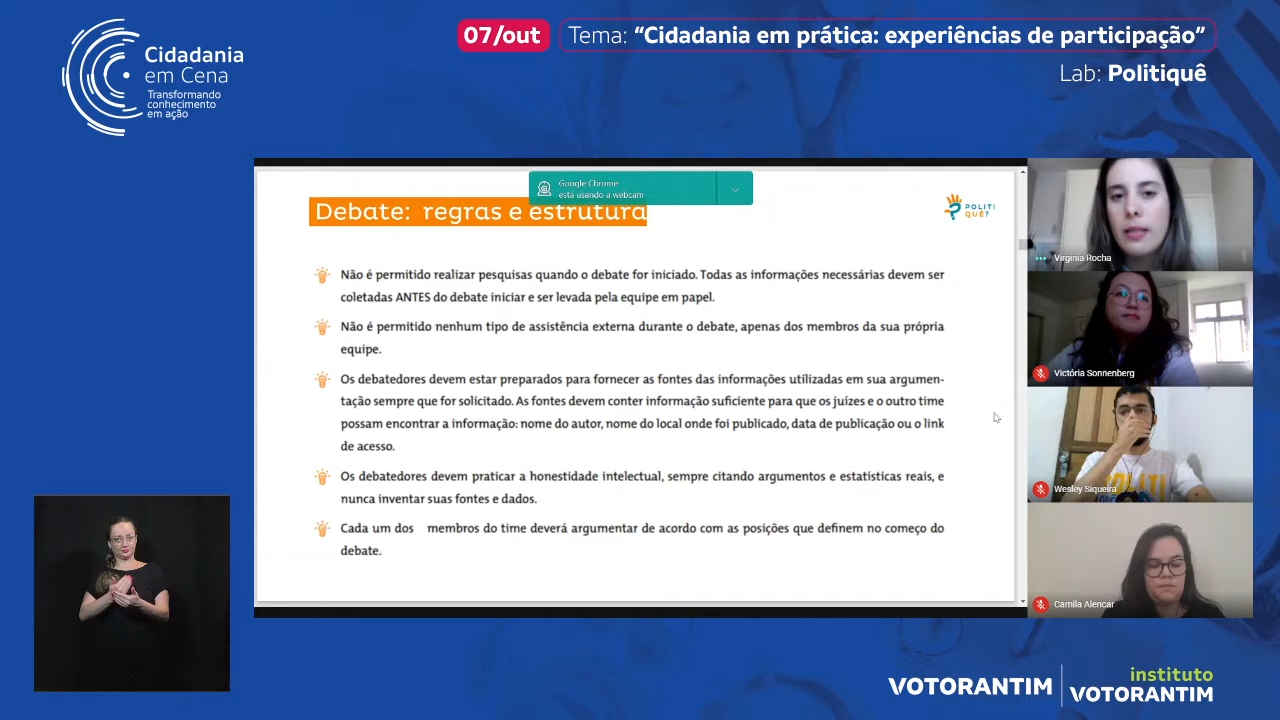 Cidadania
em Cena
Transformando
conhecimento
em ação
07/out
Tema: “Cidadania em prática: experiências de participação”
Lab: Politiquê
Google Chrome
está usando a webcam
Debate: regras e estrutura
POLITI
QUÊ?
Não é permitido realizar pesquisas quando o debate for iniciado. Todas as informações necessárias devem ser
coletadas ANTES do debate iniciar e ser levada pela equipe em papel.
Não é permitido nenhum tipo de assistência externa durante o debate, apenas dos membros da sua própria
equipe.
Os debatedores devem estar preparados para fornecer as fontes das informações utilizadas em sua argumen-
tação sempre que for solicitado. As fontes devem conter informação suficiente para que os juízes e o outro time
possam encontrar a informação: nome do autor, nome do local onde foi publicado, data de publicação ou o link
de acesso.
Os debatedores devem praticar a honestidade intelectual, sempre citando argumentos e estatísticas reais, e
nunca inventar suas fontes e dados.
Cada um dos membros do time deverá argumentar de acordo com as posições que definem no começo do
debate.
Virginia Rocha
Victória Sonnenberg
Wesley Siqueira
Camila Alencar
VOTORANTIM
instituto
VOTORANTIM